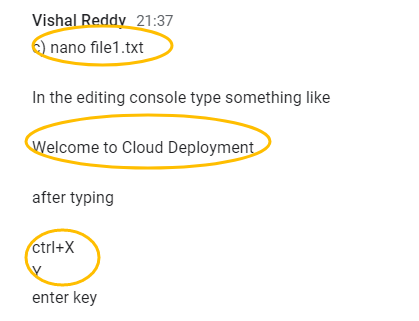 Vishal Reddy 21:37
c) nano file1.txt
In the editing console type something like
Welcome to Cloud Deployment
after typing
ctrl+X
Y
enter key